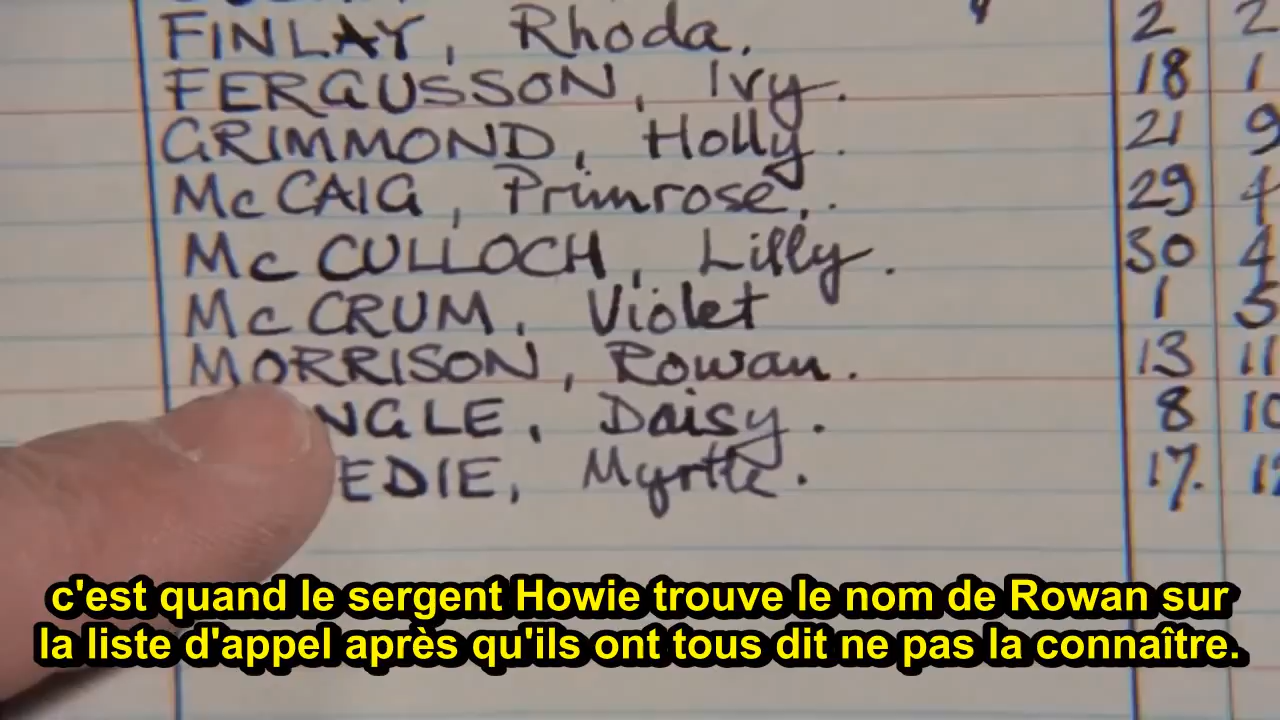 FINLAY, Rhoda. 2 2
FERGUSSON, Ivy. 18 1
GRIMMOND, Holly. 21 9
McCAIG, Primrose. 29 4
McCULLOCH, Lilly. 30 4
McCRUM, Violet 1 5
MORRISON, Rowan. 13 11
NGLE, Daisy. 8 10
EDIE, Myrtle. 17. 12
c'est quand le sergent Howie trouve le nom de Rowan sur
la liste d'appel après qu'ils ont tous dit ne pas la connaître.